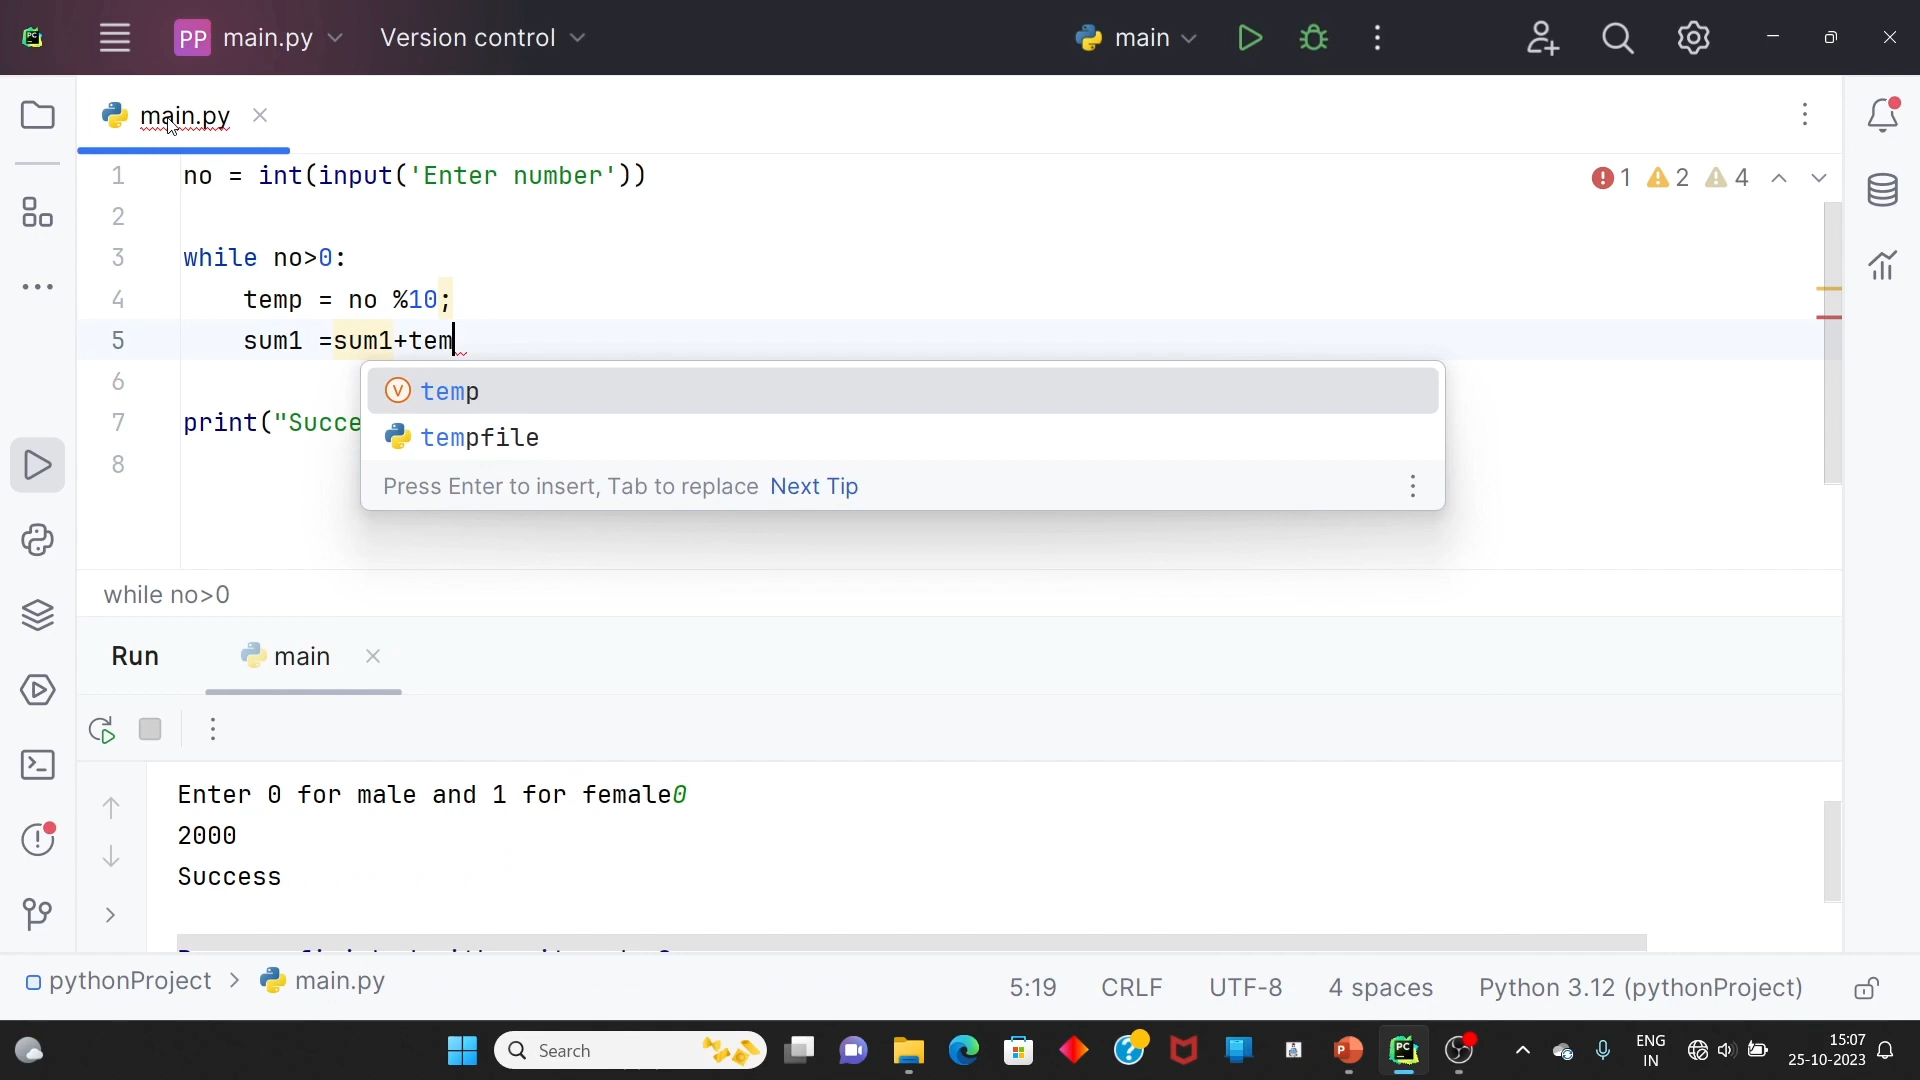 PP main.py Version control main
main.py
1 no = int(input('Enter number'))
1 2 4
2
3 while no>0:
4 temp = no %10;
5 sum1 =sum1+tem
6
temp
7 print("Succe
tempfile
8
Press Enter to insert, Tab to replace Next Tip
while no>0
Run main
Enter 0 for male and 1 for female0
2000
Success
pythonProject > main.py 5:19 CRLF UTF-8 4 spaces Python 3.12 (pythonProject)
Search
ENG
IN
15:07
25-10-2023